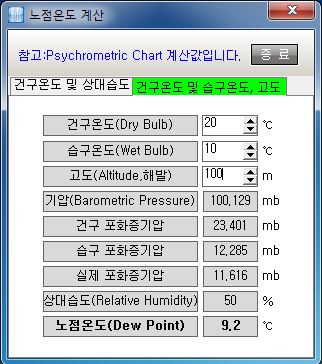 노점온도 계산
참고:Psychrometric Chart 계산값입니다. 종 료
건구온도 및 상대습도 건구온도 및 습구온도, 고도
건구온도(Dry Bulb) 20 ℃
습구온도(Wet Bulb) 10 ℃
고도(Altitude,해발) 100 m
기압(Barometric Pressure) 100,129 mb
건구 포화증기압 23,401 mb
습구 포화증기압 12,285 mb
실제 포화증기압 11,616 mb
상대습도(Relative Humidity) 50 %
노점온도(Dew Point) 9.2 ℃